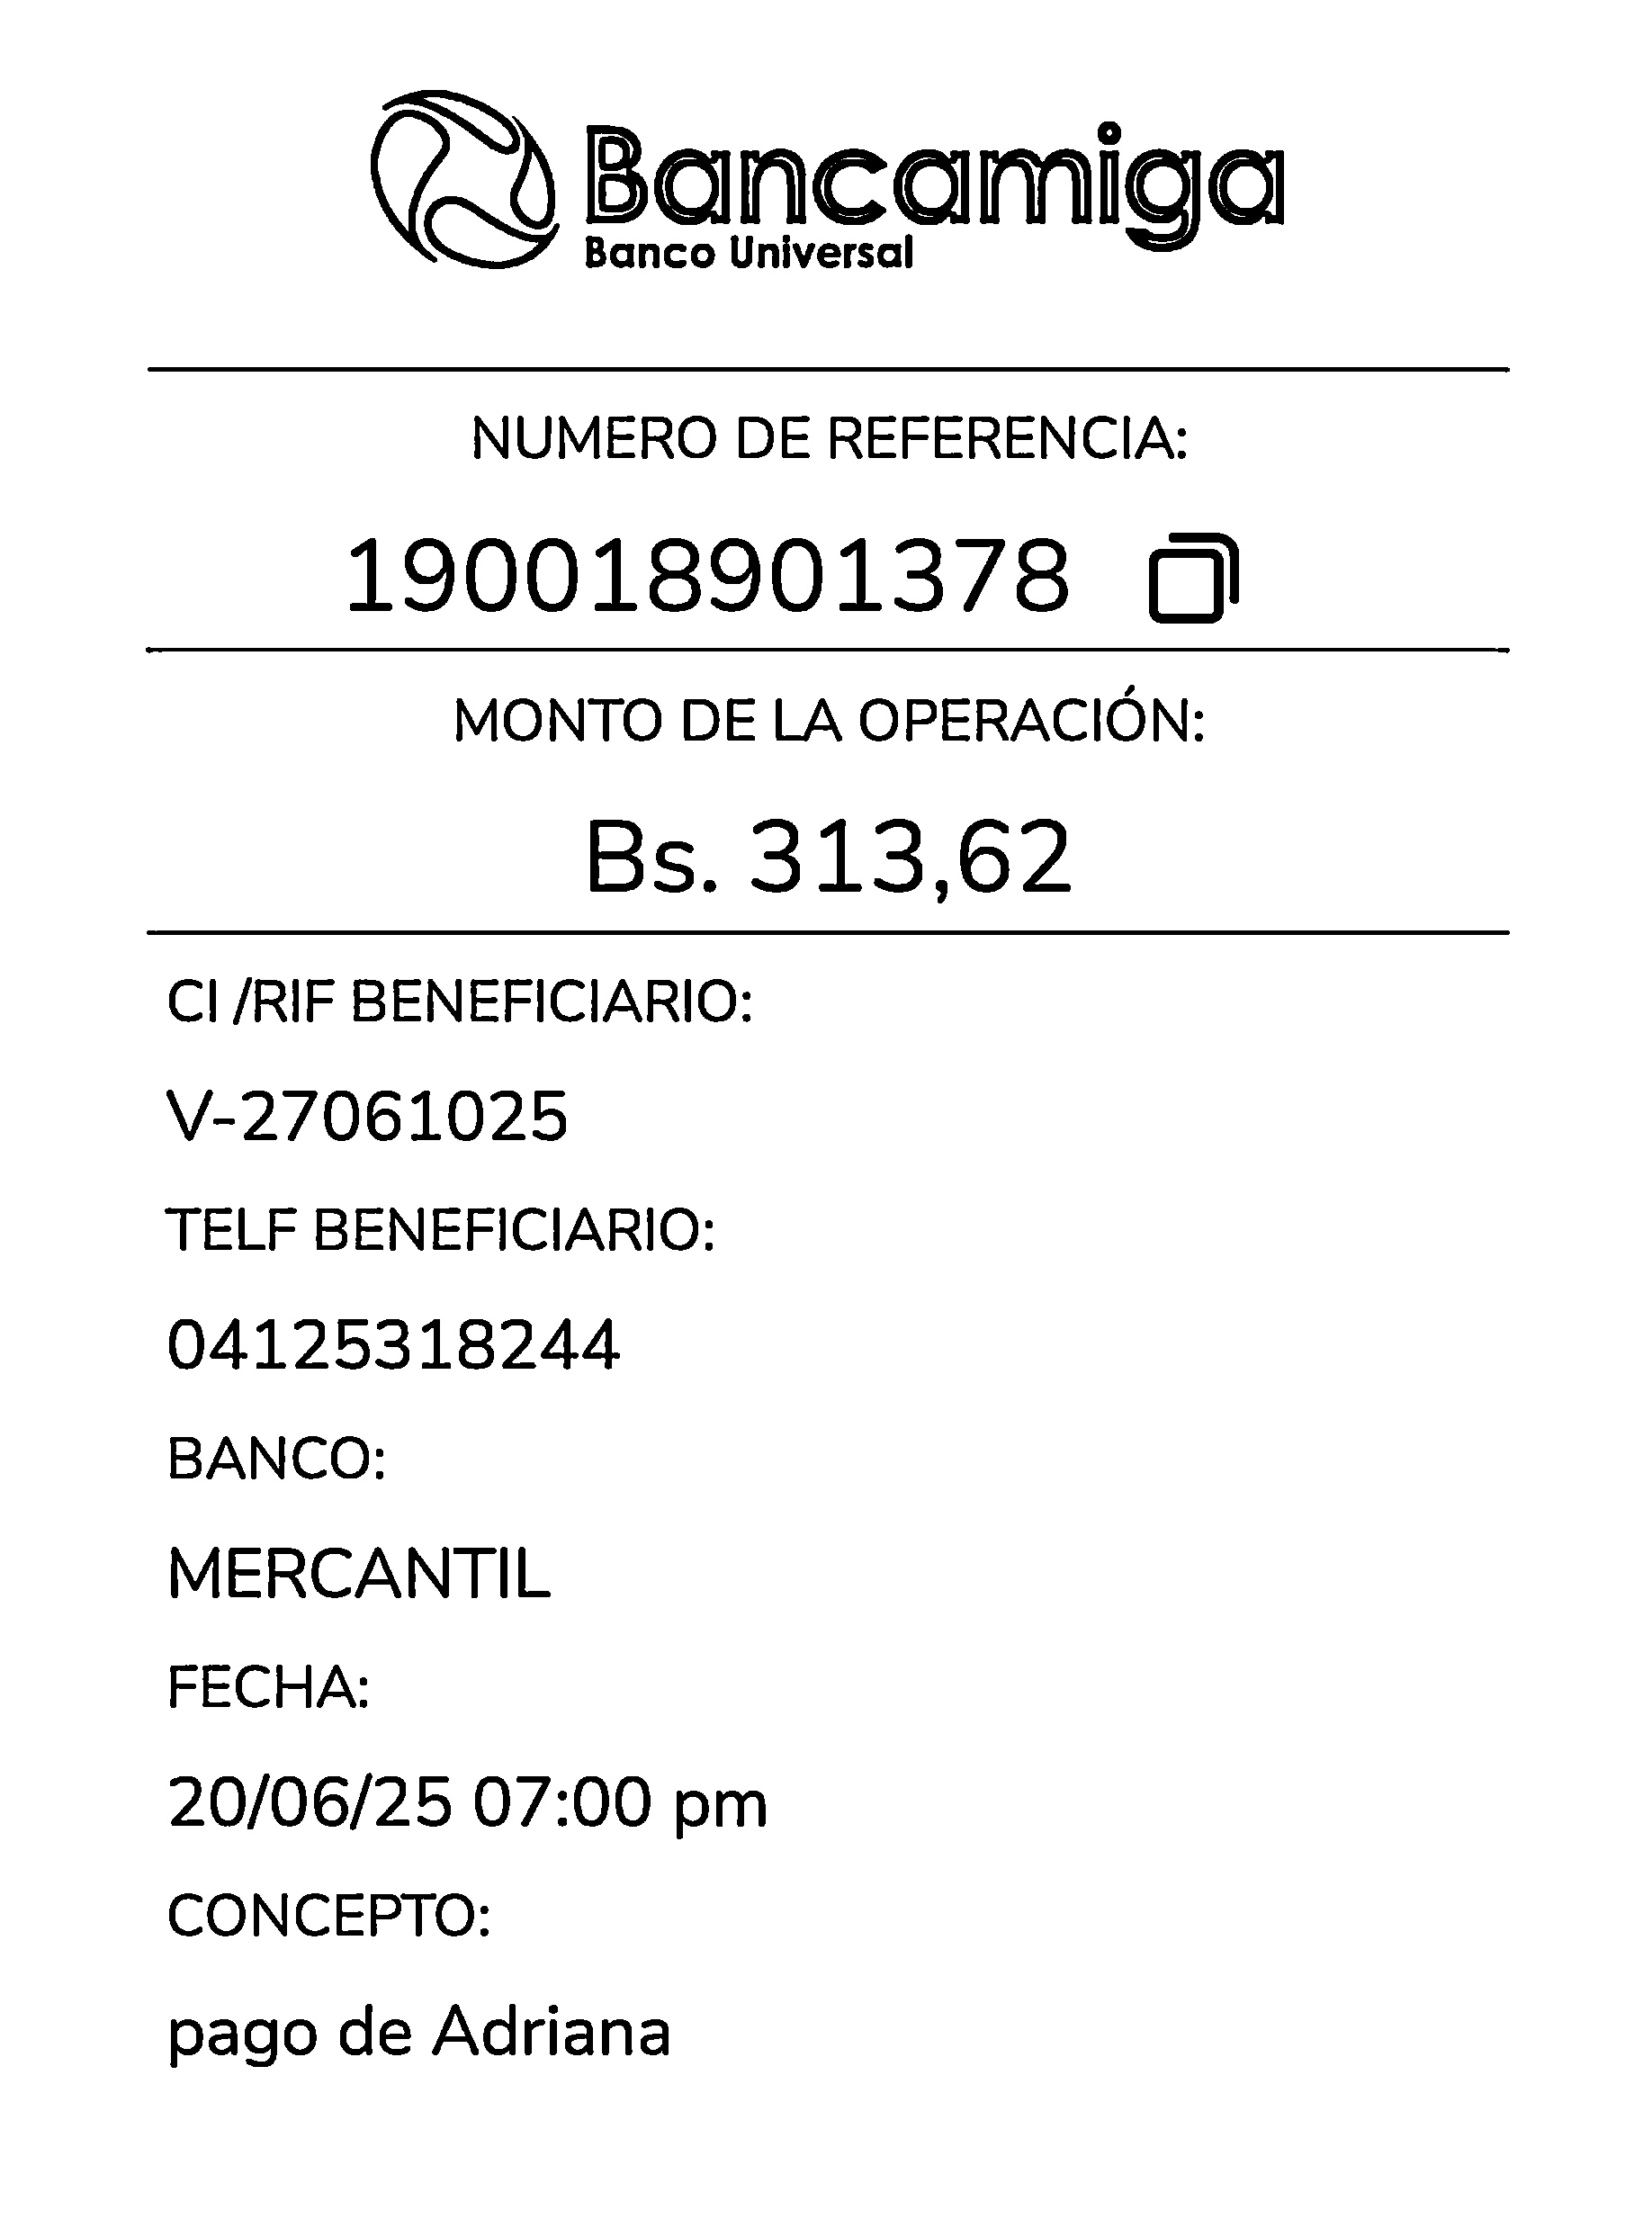 Bancamiga
Banco Universal
NUMERO DE REFERENCIA:
190018901378
MONTO DE LA OPERACIÓN:
Bs. 313,62
CI /RIF BENEFICIARIO:
V-27061025
TELF BENEFICIARIO:
04125318244
BANCO:
MERCANTIL
FECHA:
20/06/25 07:00 pm
CONCEPTO:
pago de Adriana